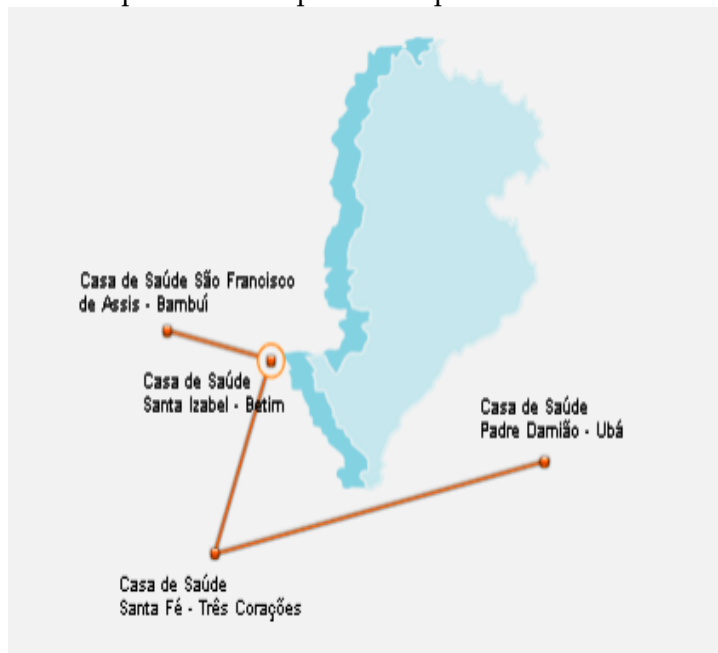 Casa de Saúde São Francisco
de Assis - Bambuí
Casa de Saúde
Santa Izabel - Betim
Casa de Saúde
Padre Damião - Ubá
Casa de Saúde
Santa Fé - Três Corações